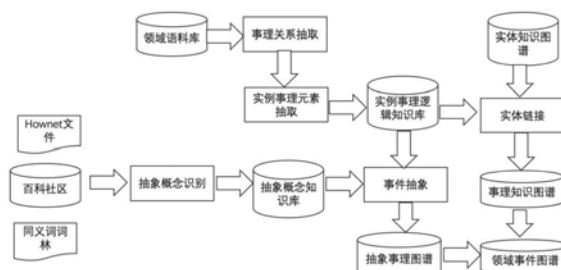 领域语料库
事理关系抽取
实体知识图
谱
实例事理元素
抽取
实例事理逻
辑知识库
实体链接
Hownet文
件
百科社区
抽象概念识别
抽象概念知
识库
事件抽象
事理知识图谱
同义词词
林
抽象事理图谱
领域事件图谱